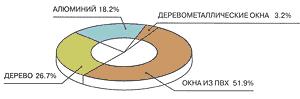 АЛЮМИНИЙ 18.2%
ДЕРЕВОМЕТАЛЛИЧЕСКИЕ ОКНА 3.2%
ДЕРЕВО 26.7%
ОКНА ИЗ ПВХ 51.9%